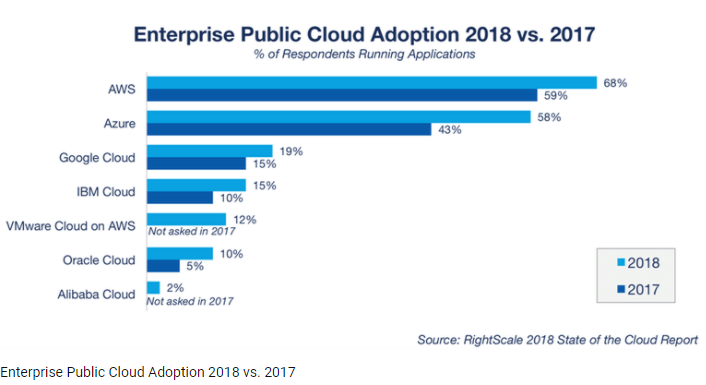 Enterprise Public Cloud Adoption 2018 vs. 2017
% of Respondents Running Applications
AWS
68%
59%
Azure
58%
43%
Google Cloud
19%
15%
IBM Cloud
15%
10%
VMware Cloud on AWS
12%
Not asked in 2017
Oracle Cloud
10%
5%
Alibaba Cloud
2%
Not asked in 2017
2018
2017
Source: RightScale 2018 State of the Cloud Report
Enterprise Public Cloud Adoption 2018 vs. 2017